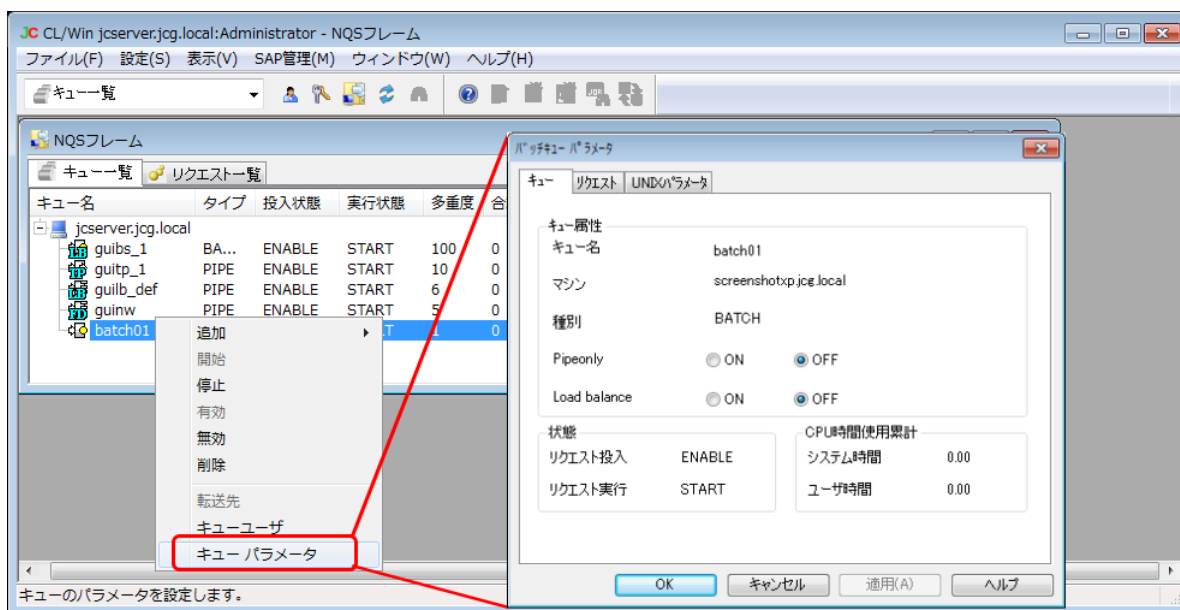 JC CL/Win jcserver.jcg.local:Administrator - NQSフレーム
ファイル(F) 設定(S) 表示(V) SAP管理(M) ウィンドウ(W) ヘルプ(H)
キュー一覧
NQSフレーム
キュー一覧 リクエスト一覧
キュー名 タイプ 投入状態 実行状態 多重度 合
jcserver.jcg.local
guibs_1 BA... ENABLE START 100 0
guitp_1 PIPE ENABLE START 10 0
guilb_def PIPE ENABLE START 6 0
guinw PIPE ENABLE START 5 0
batch01 T 1 0
追加
開始
停止
有効
無効
削除
転送先
キューユーザ
キュー パラメータ
キューのパラメータを設定します。
バッチキュー パラメータ
キュー リクエスト UNIXパラメータ
キュー属性
キュー名 batch01
マシン screenshotxp.jcg.local
種別 BATCH
Pipeonly ON OFF
Load balance ON OFF
状態 CPU時間使用累計
リクエスト投入 ENABLE システム時間 0.00
リクエスト実行 START ユーザ時間 0.00
OK キャンセル 適用(A) ヘルプ